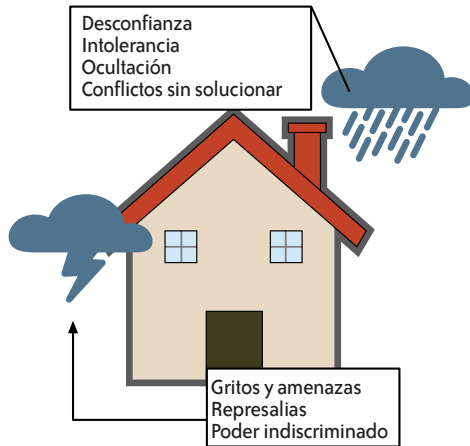 Desconfianza
Intolerancia
Ocultación
Conflictos sin solucionar
Gritos y amenazas
Represalias
Poder indiscriminado